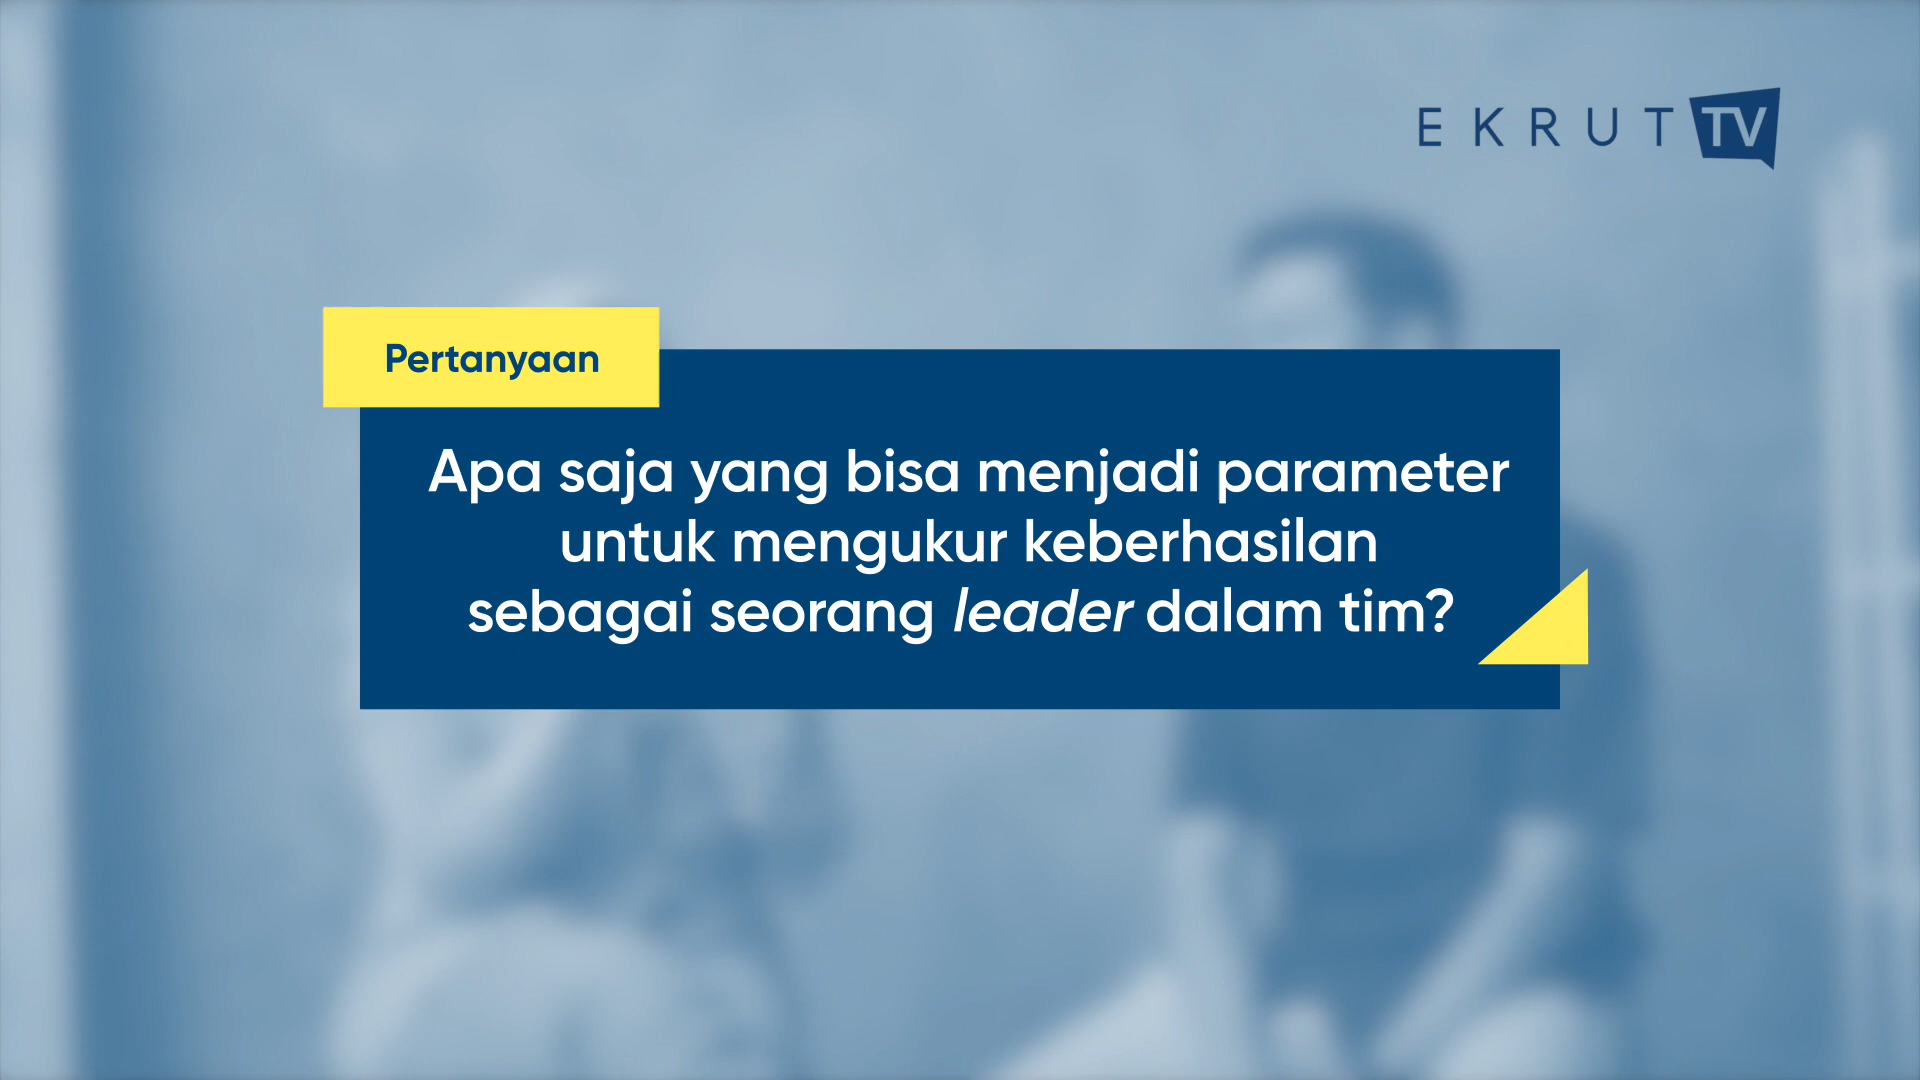 EKRUT TV
Pertanyaan
Apa saja yang bisa menjadi parameter
untuk mengukur keberhasilan
sebagai seorang leader dalam tim?